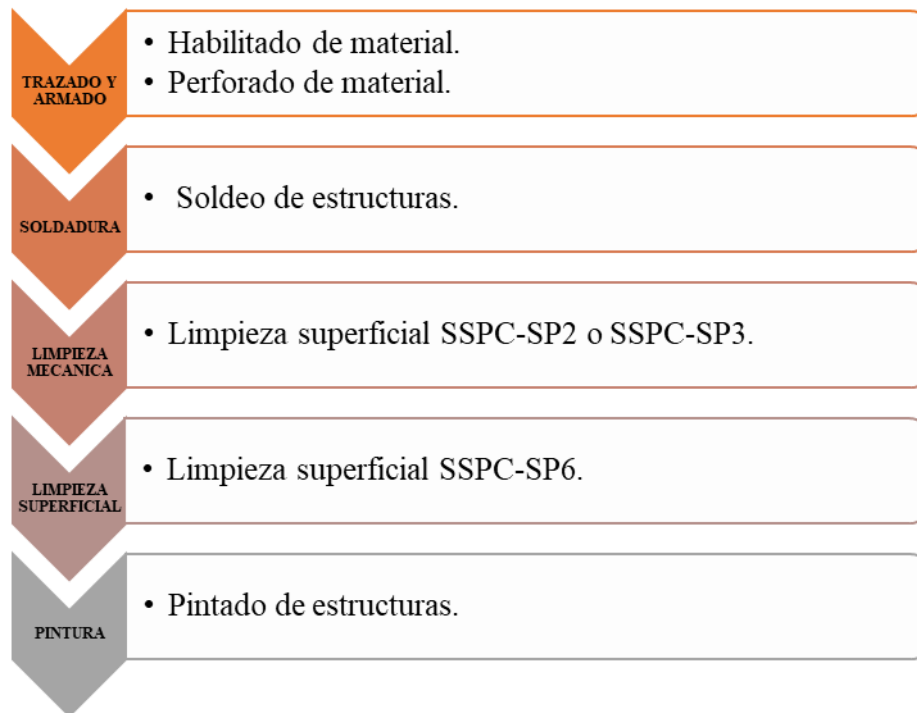 TRAZADO Y
ARMADO
• Habilitado de material.
• Perforado de material.
SOLDADURA
• Soldeo de estructuras.
LIMPIEZA
MECANICA
• Limpieza superficial SSPC-SP2 o SSPC-SP3.
LIMPIEZA
SUPERFICIAL
• Limpieza superficial SSPC-SP6.
PINTURA
• Pintado de estructuras.